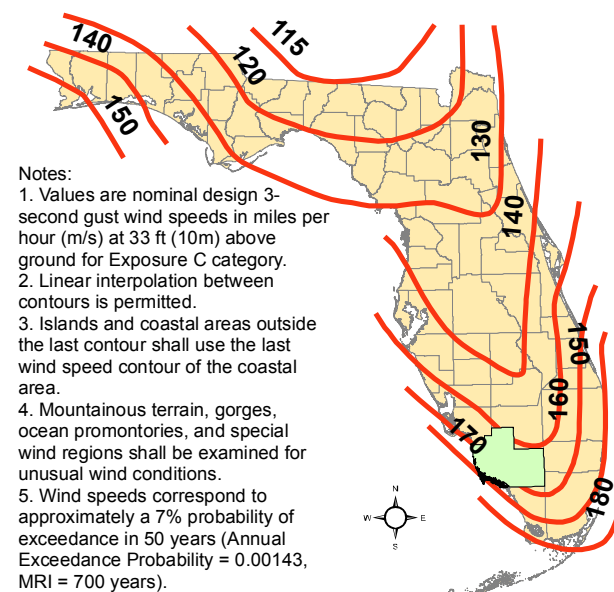 115
140
120
150
130
Notes:
1. Values are nominal design 3-
second gust wind speeds in miles per
hour (m/s) at 33 ft (10m) above
ground for Exposure C category.
2. Linear interpolation between
contours is permitted.
3. Islands and coastal areas outside
the last contour shall use the last
wind speed contour of the coastal
area.
4. Mountainous terrain, gorges,
ocean promontories, and special
wind regions shall be examined for
unusual wind conditions.
5. Wind speeds correspond to
approximately a 7% probability of
exceedance in 50 years (Annual
Exceedance Probability = 0.00143,
MRI = 700 years).
140
150
160
170
180
N
W E
S